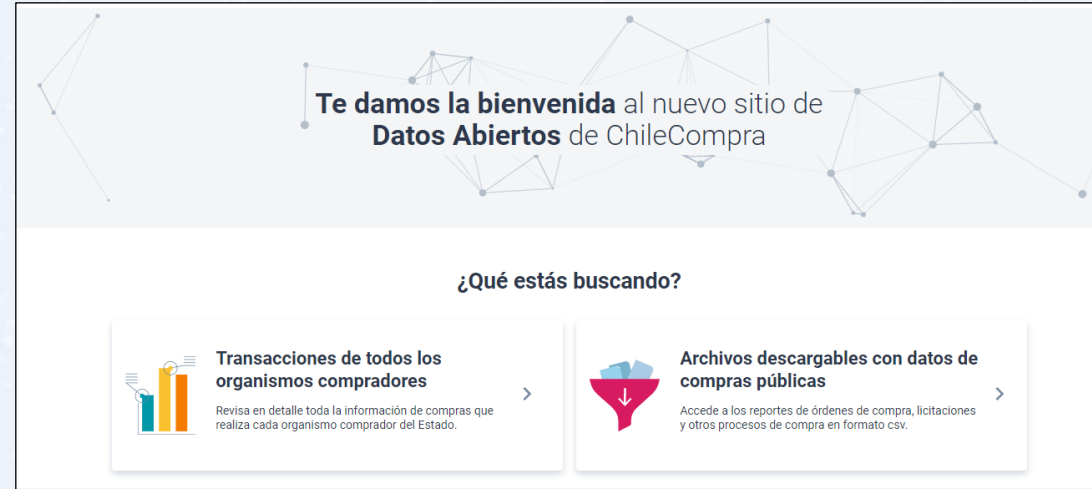 Te damos la bienvenida al nuevo sitio de
Datos Abiertos de ChileCompra
¿Qué estás buscando?
Transacciones de todos los
organismos compradores
Revisa en detalle toda la información de compras que
realiza cada organismo comprador del Estado.
Archivos descargables con datos de
compras públicas
Accede a los reportes de órdenes de compra, licitaciones
y otros procesos de compra en formato csv.